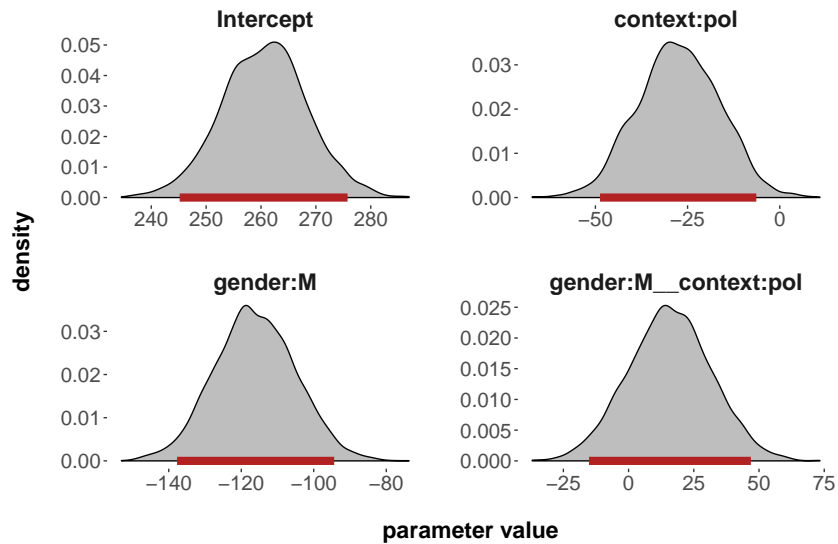 Intercept
context:pol
0.05
0.04
0.03
0.02
0.01
0.00
240 250 260 270 280
0.03
0.02
0.01
0.00
−50 −25 0
density
gender:M
gender:M__context:pol
0.03
0.02
0.01
0.00
−140 −120 −100 −80
0.025
0.020
0.015
0.010
0.005
0.000
−25 0 25 50 75
parameter value